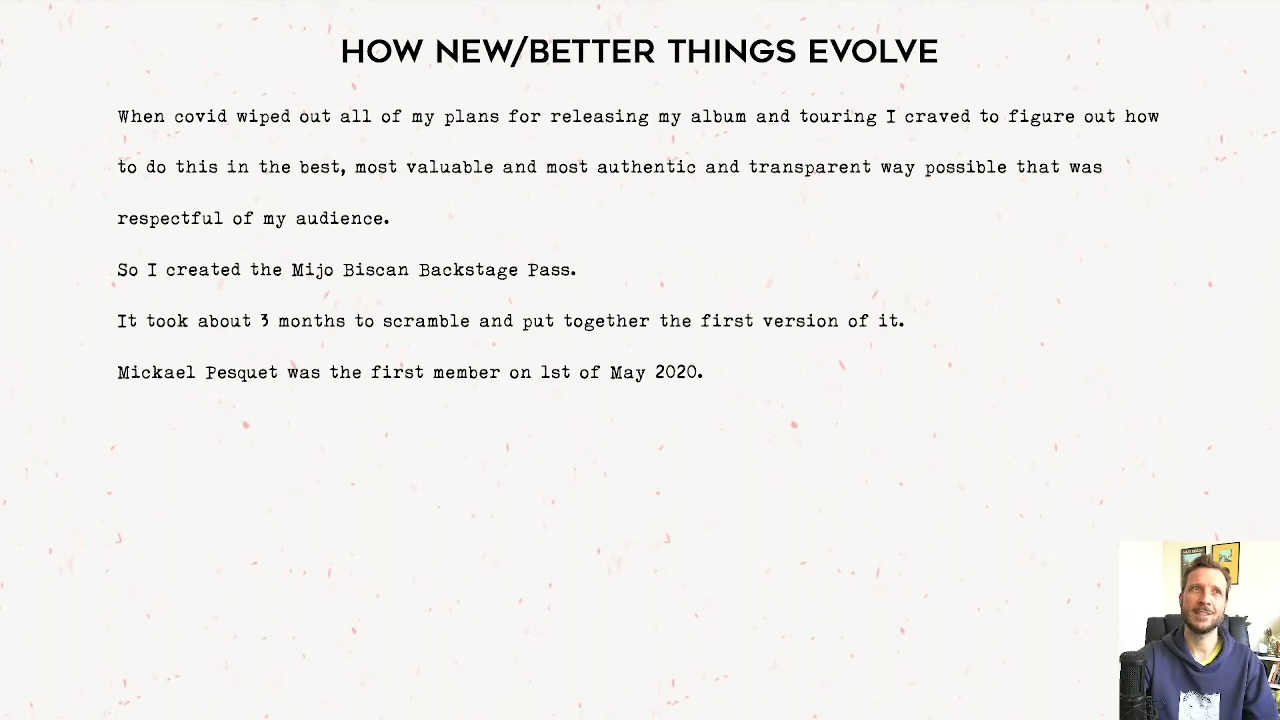 HOW NEW/BETTER THINGS EVOLVE
When covid wiped out all of my plans for releasing my album and touring I craved to figure out how
to do this in the best, most valuable and most authentic and transparent way possible that was
respectful of my audience.
So I created the Mijo Biscan Backstage Pass.
It took about 3 months to scramble and put together the first version of it.
Mickael Pesquet was the first member on 1st of May 2020.